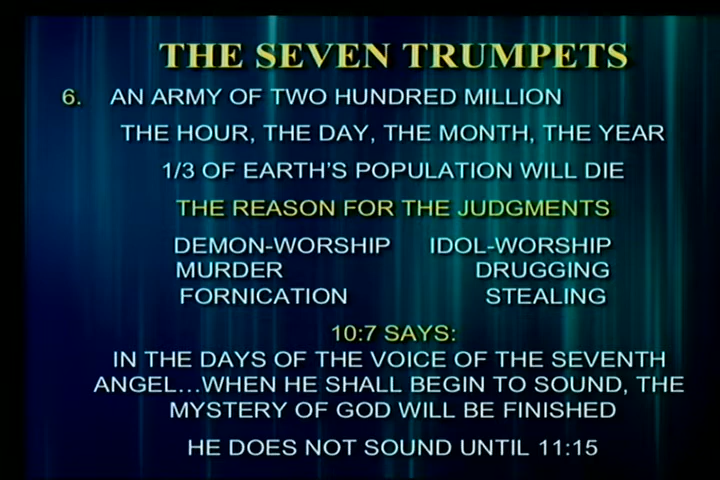 THE SEVEN TRUMPETS
6. AN ARMY OF TWO HUNDRED MILLION
THE HOUR, THE DAY, THE MONTH, THE YEAR
1/3 OF EARTH'S POPULATION WILL DIE
THE REASON FOR THE JUDGMENTS
DEMON-WORSHIP IDOL-WORSHIP
MURDER DRUGGING
FORNICATION STEALING
10:7 SAYS:
IN THE DAYS OF THE VOICE OF THE SEVENTH
ANGEL...WHEN HE SHALL BEGIN TO SOUND, THE
MYSTERY OF GOD WILL BE FINISHED
HE DOES NOT SOUND UNTIL 11:15